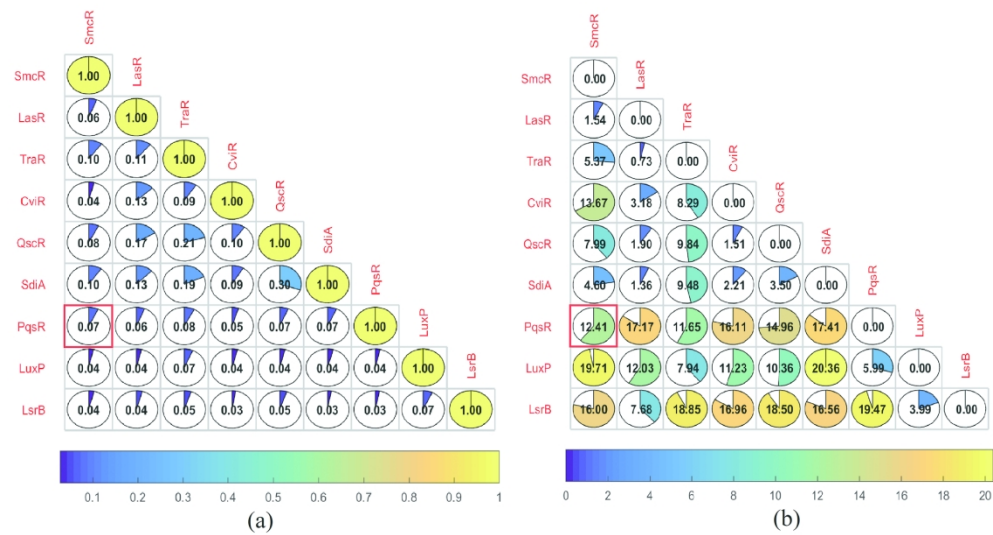 SmcR
SmcR 1.00 LasR
LasR 0.06 1.00 TraR
TraR 0.10 0.11 1.00 CviR
CviR 0.04 0.13 0.09 1.00 QscR
QscR 0.08 0.17 0.21 0.10 1.00 SdiA
SdiA 0.10 0.13 0.19 0.09 0.30 1.00 PqsR
PqsR 0.07 0.06 0.08 0.05 0.07 0.07 1.00 LuxP
LuxP 0.04 0.04 0.07 0.04 0.04 0.04 0.04 1.00 LsrB
LsrB 0.04 0.04 0.05 0.03 0.05 0.03 0.03 0.07 1.00
0.1 0.2 0.3 0.4 0.5 0.6 0.7 0.8 0.9 1
(a)
SmcR
SmcR 0.00 LasR
LasR 1.54 0.00 TraR
TraR 5.37 0.73 0.00 CviR
CviR 13.67 3.18 8.29 0.00 QscR
QscR 7.99 1.90 9.84 1.51 0.00 SdiA
SdiA 4.60 1.36 9.48 2.21 3.50 0.00 PqsR
PqsR 12.41 17.17 11.65 16.11 14.96 17.41 0.00 LuxP
LuxP 19.71 12.03 7.94 11.23 10.36 20.36 5.99 0.00 LsrB
LsrB 16.00 7.68 18.85 16.96 18.50 16.56 19.47 3.99 0.00
0 2 4 6 8 10 12 14 16 18 20
(b)